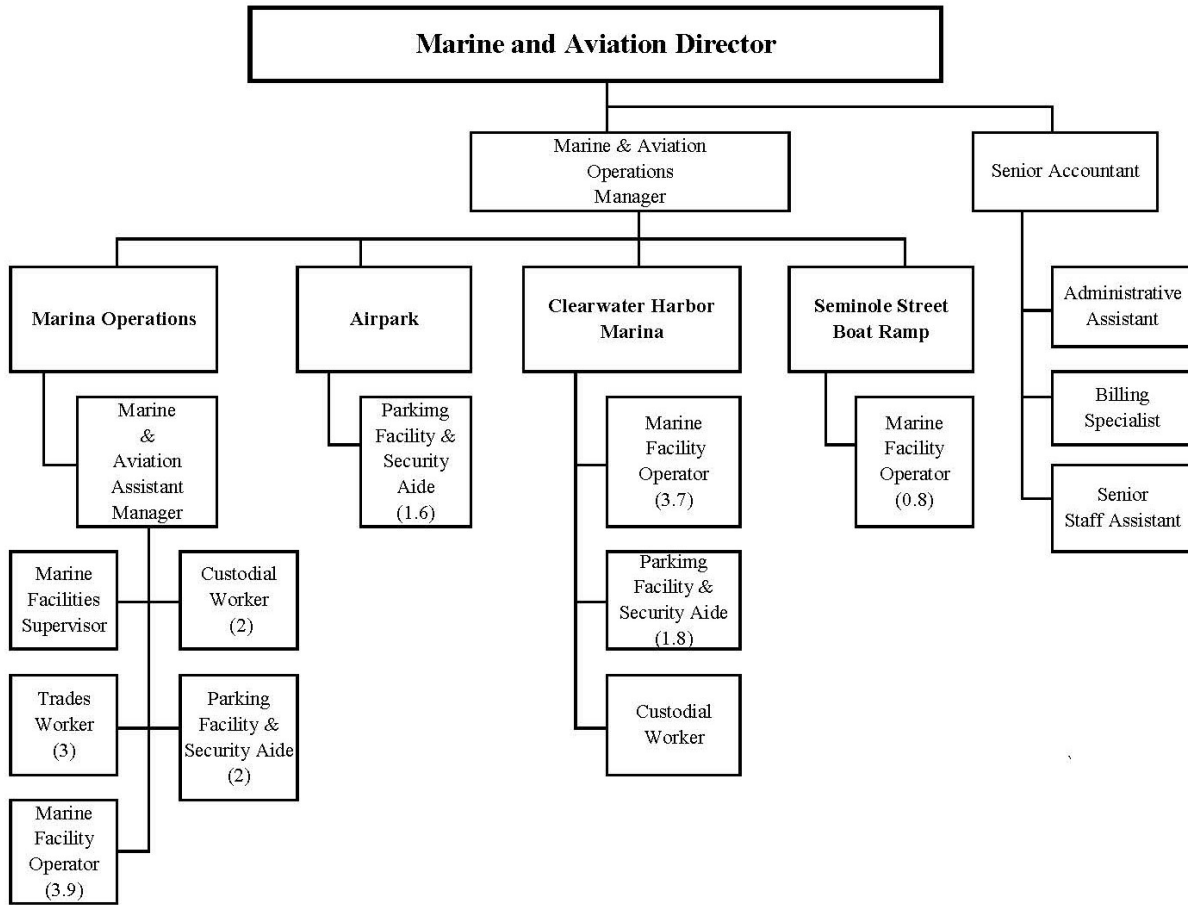 Marine and Aviation Director
Marine & Aviation
Operations
Manager
Senior Accountant
Marina Operations
Airpark
Clearwater Harbor
Marina
Seminole Street
Boat Ramp
Administrative
Assistant
Billing
Specialist
Senior
Staff Assistant
Marine
&
Aviation
Assistant
Manager
Parkimg
Facility &
Security
Aide
(1.6)
Marine
Facility
Operator
(3.7)
Marine
Facility
Operator
(0.8)
Marine
Facilities
Supervisor
Custodial
Worker
(2)
Parkimg
Facility &
Security Aide
(1.8)
Trades
Worker
(3)
Parking
Facility &
Security Aide
(2)
Custodial
Worker
Marine
Facility
Operator
(3.9)